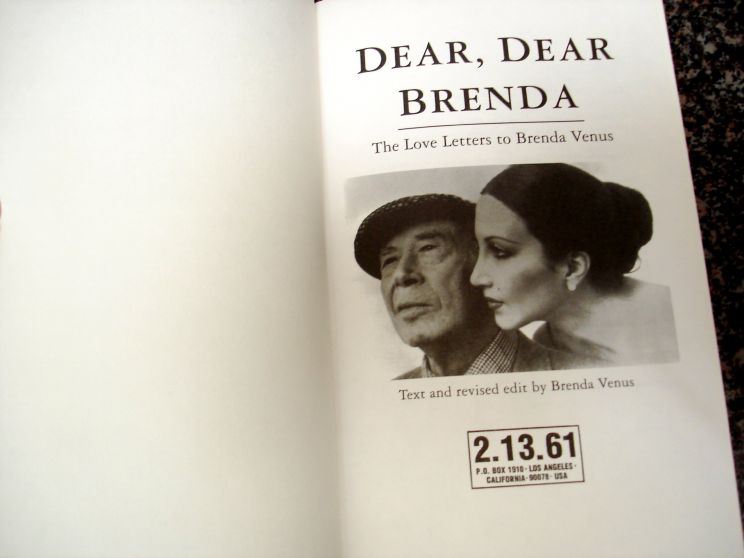 DEAR, DEAR
BRENDA
The Love Letters to Brenda Venus
Text and revised edit by Brenda Venus
2.13.61
P.O. BOX 1910 · LOS ANGELES ·
CALIFORNIA · 90078 · USA